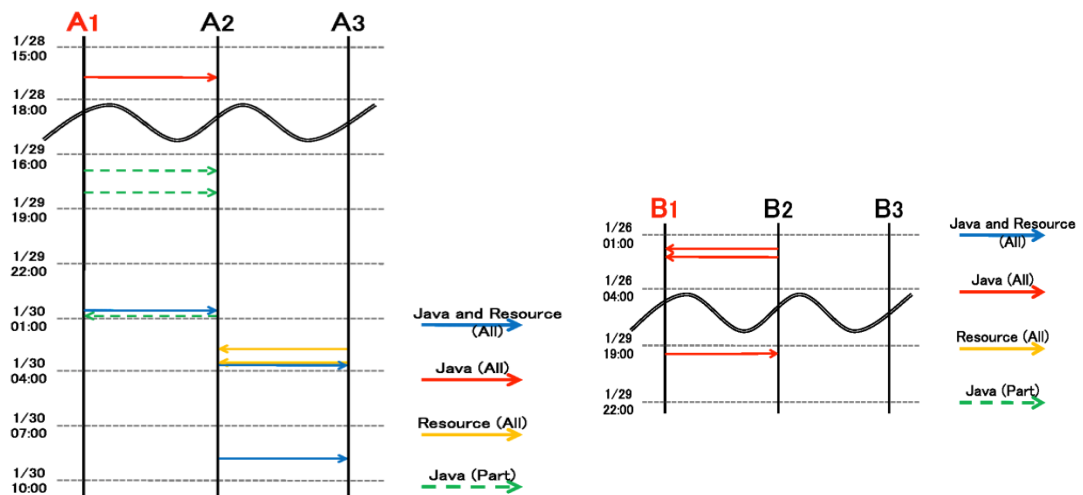 A1 A2 A3
1/28
15:00
1/28
18:00
1/29
16:00
1/29
19:00
1/29
22:00
1/30
01:00
1/30
04:00
1/30
07:00
1/30
10:00
Java and Resource
(All)
Java (All)
Resource (All)
Java (Part)
B1 B2 B3
1/26
01:00
1/26
04:00
1/29
19:00
1/29
22:00
Java and Resource
(All)
Java (All)
Resource (All)
Java (Part)